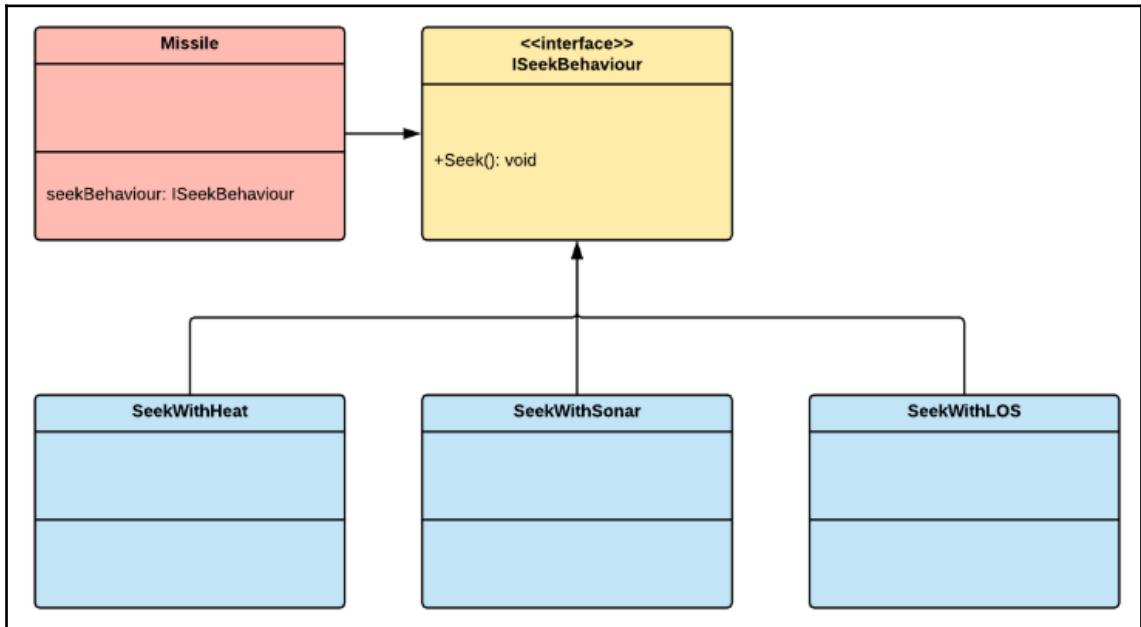 Missile
seekBehaviour: ISeekBehaviour
<<interface>>
ISeekBehaviour
+Seek(): void
SeekWithHeat
SeekWithSonar
SeekWithLOS